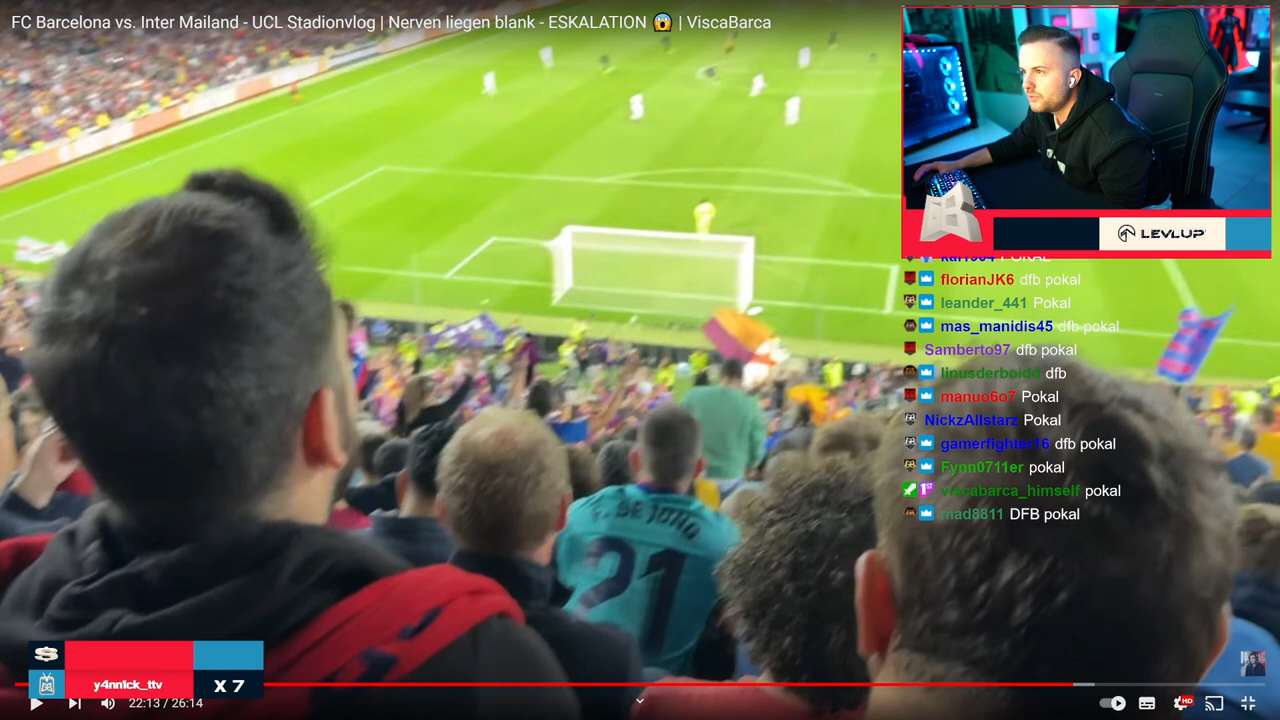 FC Barcelona vs. Inter Mailand - UCL Stadionvlog | Nerven liegen blank - ESKALATION 😱 | ViscaBarca
LEVLUP
florianJK6 dfb pokal
leander_441 Pokal
mas_manidis45 dfb pokal
Samberto97 dfb pokal
linusderboidd dfb
manuo6o7 Pokal
NickzAllstarz Pokal
gamerfighter16 dfb pokal
Fynn0711er pokal
viscabarca_himself pokal
mad8811 DFB pokal
F. DE JONG
21
y4nn1ck_ttv X 7
22:13 / 26:14
HD